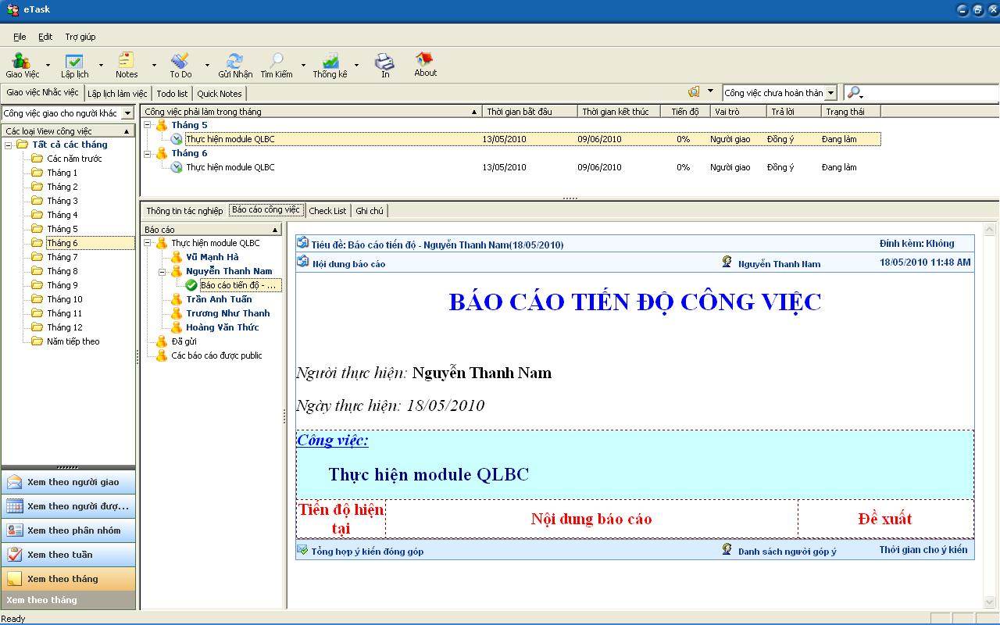 eTask
File Edit Trợ giúp
Giao Việc Lập lịch Notes To Do Gửi Nhận Tìm Kiếm Thống kê In About
Giao việc Nhắc việc Lập lịch làm việc Todo list Quick Notes Công việc chưa hoàn thàn
Công việc giao cho người khác
Các loại View công việc
Tất cả các tháng
Các năm trước
Tháng 1
Tháng 2
Tháng 3
Tháng 4
Tháng 5
Tháng 6
Tháng 7
Tháng 8
Tháng 9
Tháng 10
Tháng 11
Tháng 12
Năm tiếp theo
Xem theo người giao
Xem theo người đượ...
Xem theo phân nhóm
Xem theo tuần
Xem theo tháng
Xem theo tháng
Công việc phải làm trong tháng Thời gian bắt đầu Thời gian kết thúc Tiến độ Vai trò Trả lời Trạng thái
Tháng 5
Thực hiện module QLBC 13/05/2010 09/06/2010 0% Người giao Đồng ý Đang làm
Tháng 6
Thực hiện module QLBC 13/05/2010 09/06/2010 0% Người giao Đồng ý Đang làm
Thông tin tác nghiệp Báo cáo công việc Check List Ghi chú
Báo cáo
Thực hiện module QLBC
Vũ Mạnh Hà
Nguyễn Thanh Nam
Báo cáo tiến độ - ...
Trần Anh Tuấn
Trương Như Thanh
Hoàng Văn Thức
Đã gửi
Các báo cáo được public
Tiêu đề: Báo cáo tiến độ - Nguyễn Thanh Nam(18/05/2010) Đính kèm: Không
Nội dung báo cáo Nguyễn Thanh Nam 18/05/2010 11:48 AM
BÁO CÁO TIẾN ĐỘ CÔNG VIỆC
Người thực hiện: Nguyễn Thanh Nam
Ngày thực hiện: 18/05/2010
Công việc:
Thực hiện module QLBC
Tiến độ hiện
tại
Nội dung báo cáo
Đề xuất
Tổng hợp ý kiến đóng góp Danh sách người góp ý Thời gian cho ý kiến
Ready